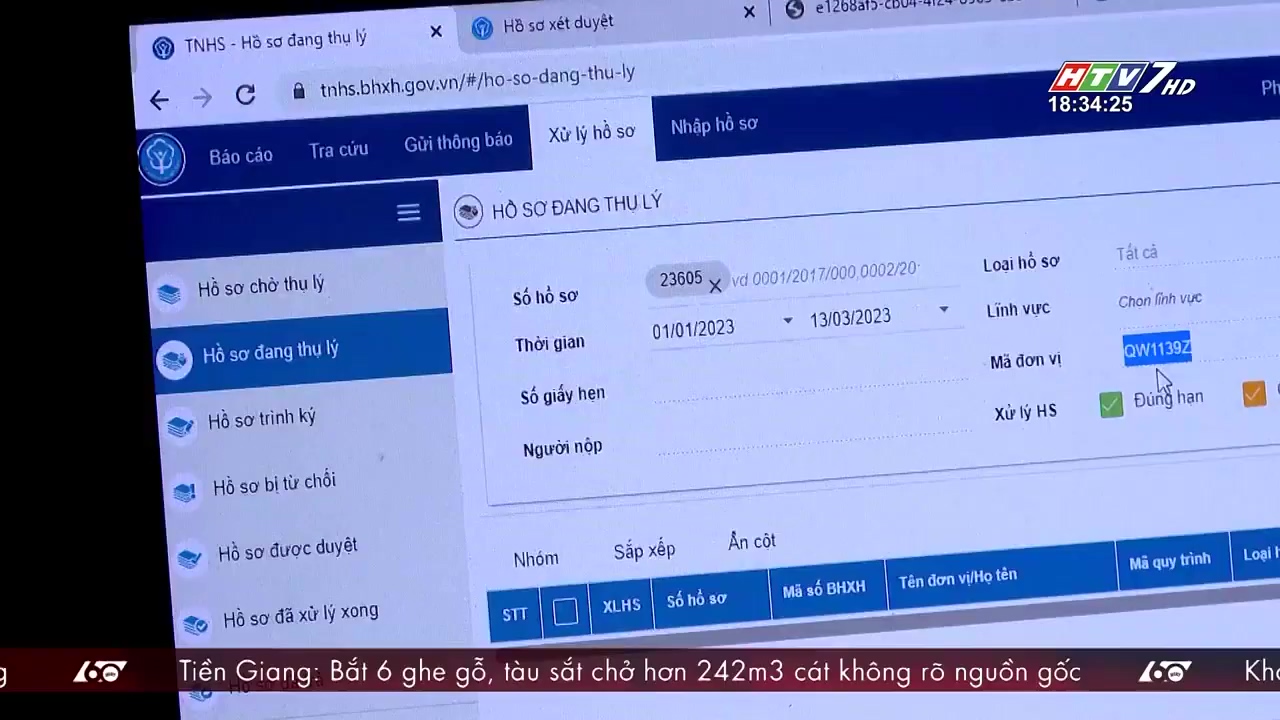 TNHS - Hồ sơ đang thụ lý
Hồ sơ xét duyệt
tnhs.bhxh.gov.vn/#/ho-so-dang-thu-ly
HTV7 HD
18:34:25
Báo cáo
Tra cứu
Gửi thông báo
Xử lý hồ sơ
Nhập hồ sơ
HỒ SƠ ĐANG THỤ LÝ
Hồ sơ chờ thụ lý
Hồ sơ đang thụ lý
Hồ sơ trình ký
Hồ sơ bị từ chối
Hồ sơ được duyệt
Hồ sơ đã xử lý xong
Số hồ sơ
23605
vd 0001/2017/000,0002/20
Loại hồ sơ
Tất cả
Thời gian
01/01/2023
13/03/2023
Lĩnh vực
Chọn lĩnh vực
Số giấy hẹn
Mã đơn vị
QW1139Z
Người nộp
Xử lý HS
Đúng hạn
Nhóm
Sắp xếp
Ẩn cột
STT
XLHS
Số hồ sơ
Mã số BHXH
Tên đơn vị/Họ tên
Mã quy trình
Loại
60 giây
Tiền Giang: Bắt 6 ghe gỗ, tàu sắt chở hơn 242m3 cát không rõ nguồn gốc
60 giây